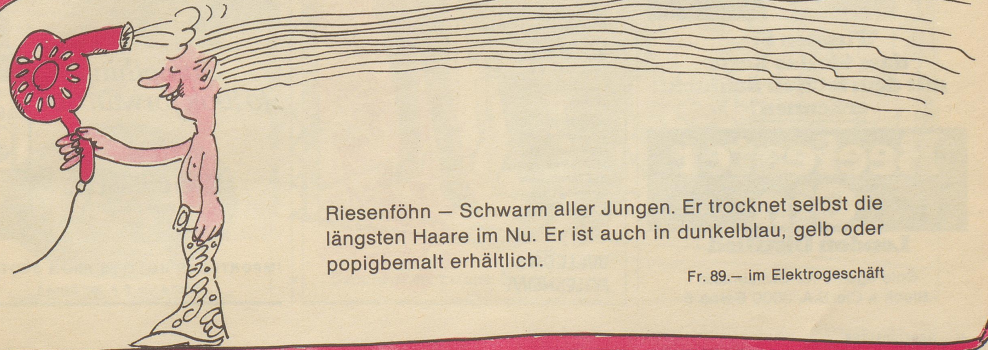 Riesenföhn — Schwarm aller Jungen. Er trocknet selbst die
längsten Haare im Nu. Er ist auch in dunkelblau, gelb oder
popigbemalt erhältlich.
Fr. 89.— im Elektrogeschäft